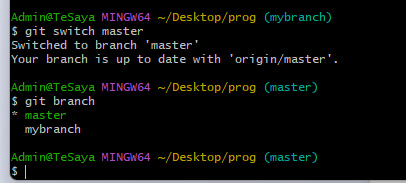 Admin@TeSaya MINGW64 ~/Desktop/prog (mybranch)
$ git switch master
Switched to branch 'master'
Your branch is up to date with 'origin/master'.
Admin@TeSaya MINGW64 ~/Desktop/prog (master)
$ git branch
* master
mybranch
Admin@TeSaya MINGW64 ~/Desktop/prog (master)
$